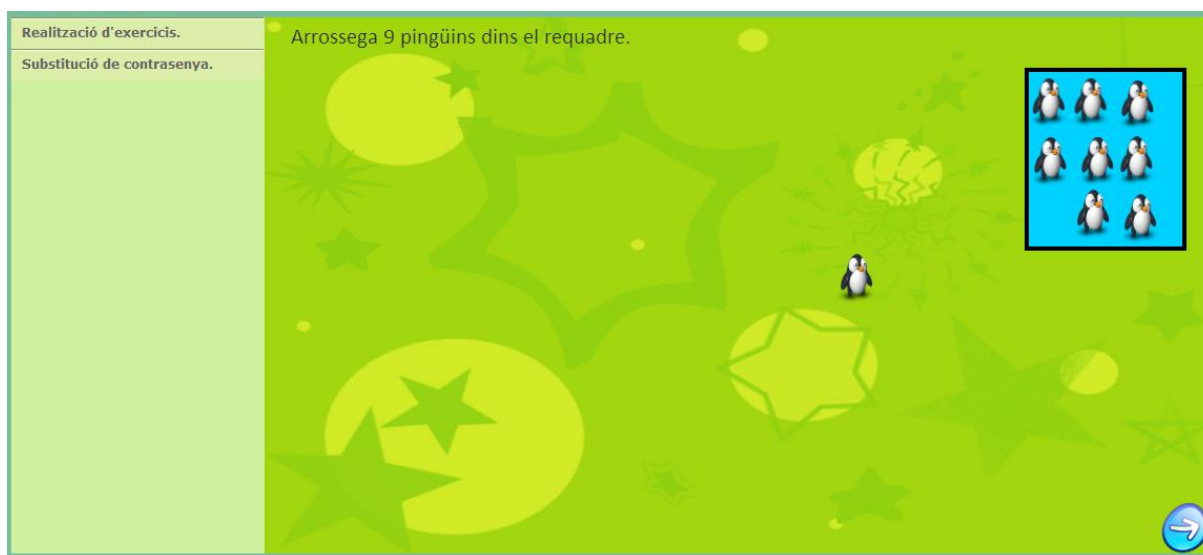 Realització d'exercicis.
Substitució de contrasenya.
Arrossega 9 pingüins dins el requadre.